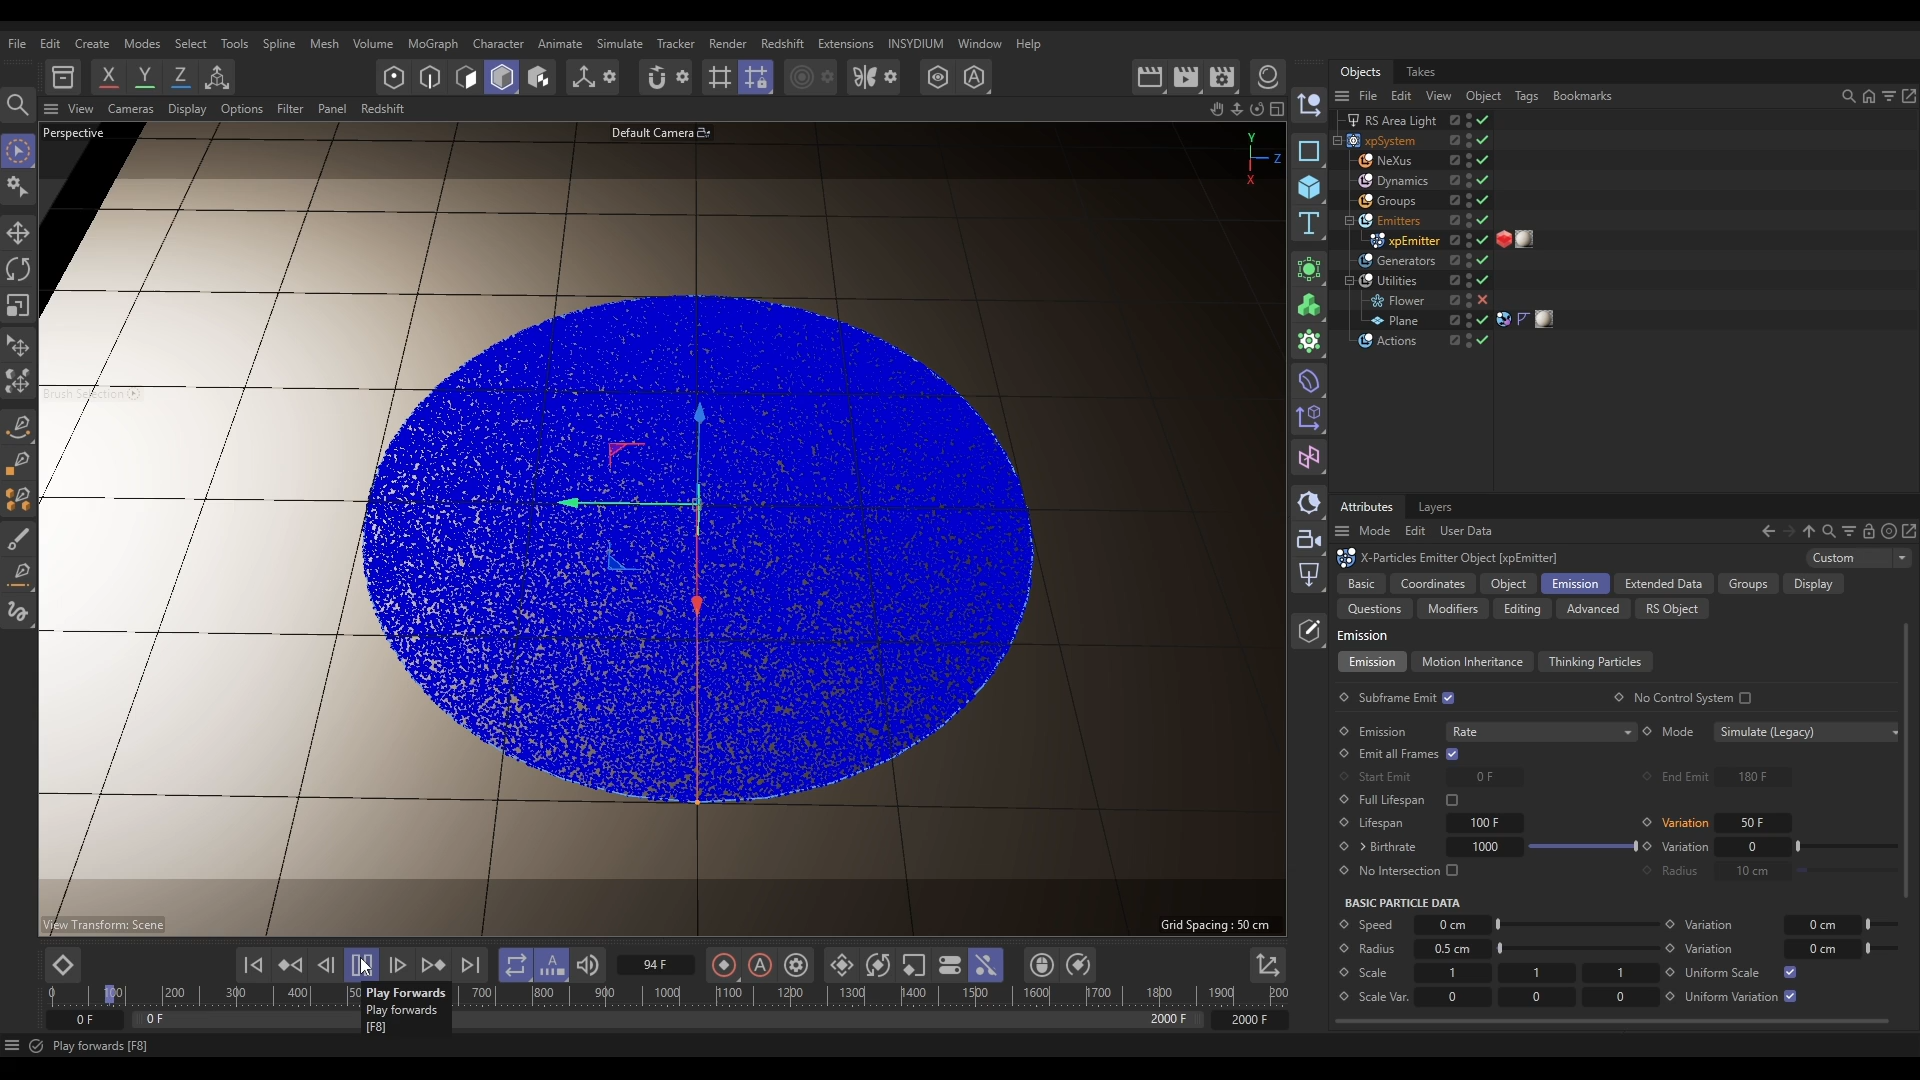 File Edit Create Modes Select Tools Spline Mesh Volume MoGraph Character Animate Simulate Tracker Render Redshift Extensions INSYDIUM Window Help
X Y Z
View Cameras Display Options Filter Panel Redshift
Perspective
Default Camera
Y
Z
X
Brush Selection
View Transform: Scene
Grid Spacing : 50 cm
94 F
0 100 200 300 400 700 800 900 1000 1100 1200 1300 1400 1500 1600 1700 1800 1900 200
0 F
0 F
2000 F
2000 F
Play Forwards
Play forwards
[F8]
Play forwards [F8]
Objects Takes
File Edit View Object Tags Bookmarks
RS Area Light
xpSystem
NeXus
Dynamics
Groups
Emitters
xpEmitter
Generators
Utilities
Flower
Plane
Actions
Attributes Layers
Mode Edit User Data
X-Particles Emitter Object [xpEmitter]
Custom
Basic Coordinates Object Emission Extended Data Groups Display
Questions Modifiers Editing Advanced RS Object
Emission
Emission Motion Inheritance Thinking Particles
Subframe Emit No Control System
Emission Rate Mode Simulate (Legacy)
Emit all Frames
Start Emit 0 F End Emit 180 F
Full Lifespan
Lifespan 100 F Variation 50 F
> Birthrate 1000 Variation 0
No Intersection Radius 10 cm
BASIC PARTICLE DATA
Speed 0 cm Variation 0 cm
Radius 0.5 cm Variation 0 cm
Scale 1 1 1 Uniform Scale
Scale Var. 0 0 0 Uniform Variation